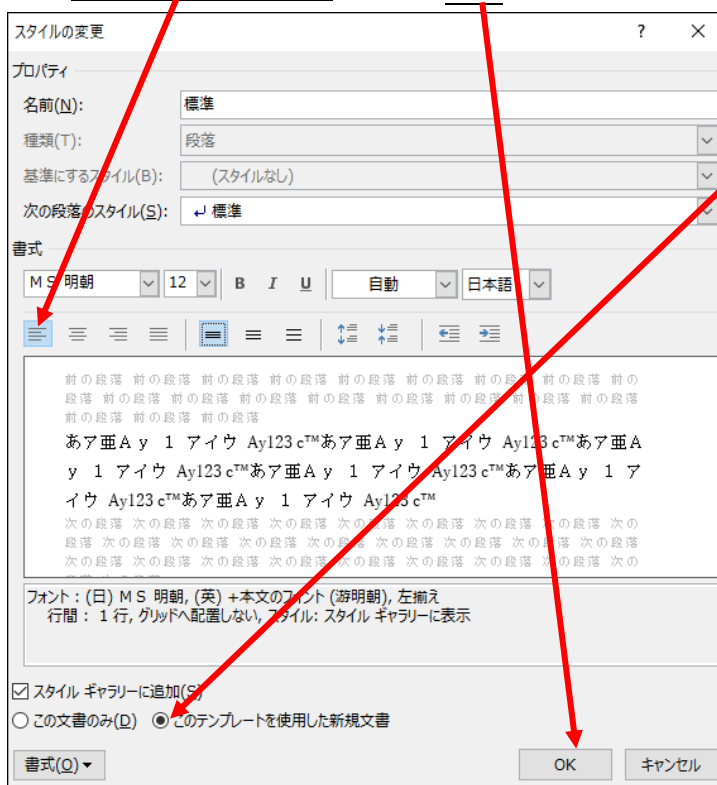 スタイルの変更 ? ×
プロパティ
名前(N): 標準
種類(T): 段落
基準にするスタイル(B): (スタイルなし)
次の段落のスタイル(S): ↵ 標準
書式
ＭＳ 明朝 12 B I U 自動 日本語
前の段落 前の段落 前の段落 前の段落 前の段落 前の段落 前の段落 前の段落 前の
段落 前の段落 前の段落 前の段落 前の段落 前の段落 前の段落 前の段落 前の段落
前の段落 前の段落 前の段落
あア亜Ａｙ １ アイウ Ay123 c™あア亜Ａｙ １ アイウ Ay123 c™あア亜Ａ
ｙ １ アイウ Ay123 c™あア亜Ａｙ １ アイウ Ay123 c™あア亜Ａｙ １ ア
イウ Ay123 c™あア亜Ａｙ １ アイウ Ay123 c™
次の段落 次の段落 次の段落 次の段落 次の段落 次の段落 次の段落 次の段落 次の
段落 次の段落 次の段落 次の段落 次の段落 次の段落 次の段落 次の段落 次の段落
次の段落 次の段落 次の段落 次の段落 次の段落 次の段落 次の段落 次の段落 次の
フォント : (日) ＭＳ 明朝, (英) +本文のフォント (游明朝), 左揃え
行間 : 1 行, グリッドへ配置しない, スタイル: スタイル ギャラリーに表示
スタイル ギャラリーに追加(S)
この文書のみ(D) このテンプレートを使用した新規文書
書式(O) OK キャンセル